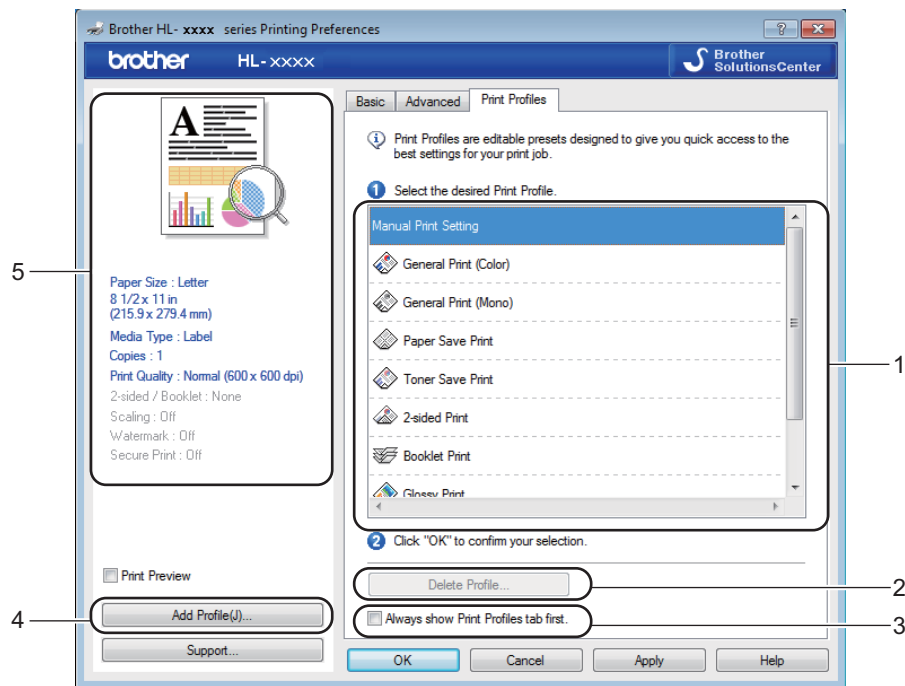 Brother HL- xxxx series Printing Preferences
brother HL-xxxx
Brother
SolutionsCenter
A
Paper Size : Letter
8 1/2 x 11 in
(215.9 x 279.4 mm)
Media Type : Label
Copies : 1
Print Quality : Normal (600 x 600 dpi)
2-sided / Booklet : None
Scaling : Off
Watermark : Off
Secure Print : Off
Print Preview
Add Profile(J)...
Support...
Basic Advanced Print Profiles
Print Profiles are editable presets designed to give you quick access to the
best settings for your print job.
1 Select the desired Print Profile.
Manual Print Setting
General Print (Color)
General Print (Mono)
Paper Save Print
Toner Save Print
2-sided Print
Booklet Print
Glossy Print
2 Click "OK" to confirm your selection.
Delete Profile...
Always show Print Profiles tab first.
OK Cancel Apply Help
5
4
1
2
3